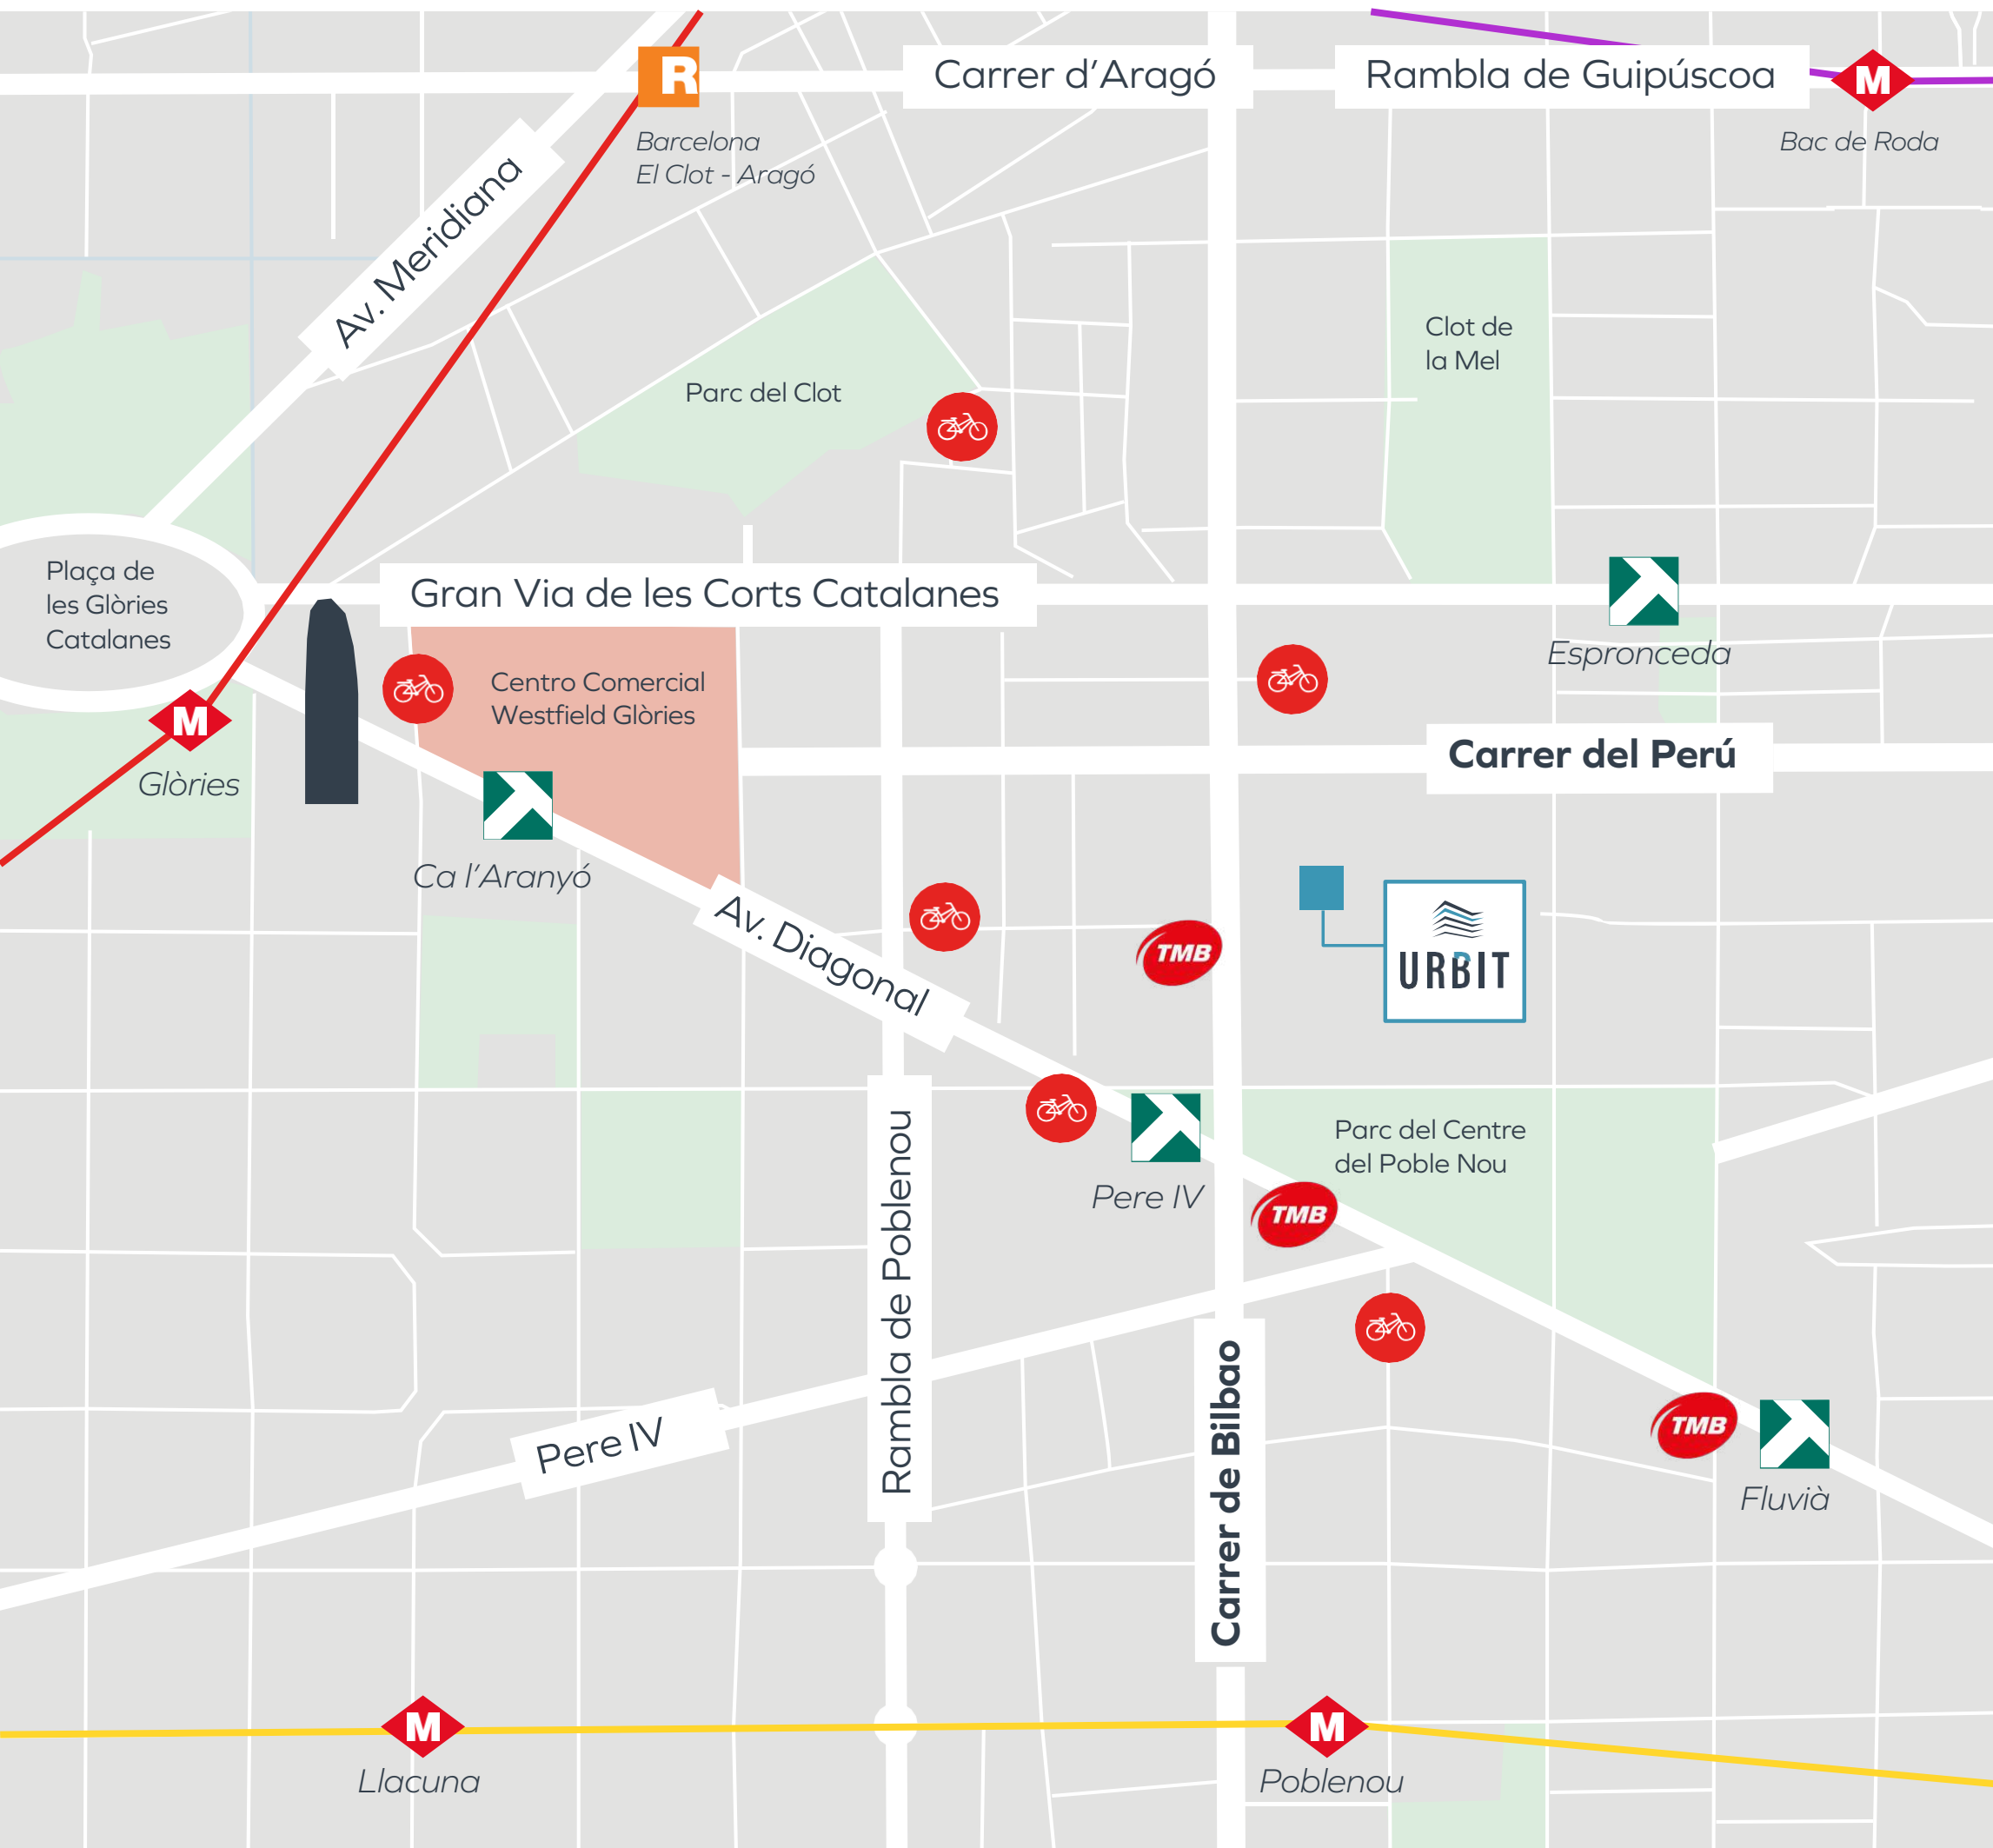 R
Carrer d’Aragó
Rambla de Guipúscoa
M
Barcelona
El Clot - Aragó
Bac de Roda
Av. Meridiana
Clot de
la Mel
Parc del Clot
Plaça de
les Glòries
Catalanes
Gran Via de les Corts Catalanes
Espronceda
Centro Comercial
Westfield Glòries
M
Glòries
Carrer del Perú
Ca l’Aranyó
Av. Diagonal
TMB
URBIT
Parc del Centre
del Poble Nou
Pere IV
TMB
Rambla de Poblenou
Carrer de Bilbao
Pere IV
TMB
Fluvià
M
Llacuna
M
Poblenou